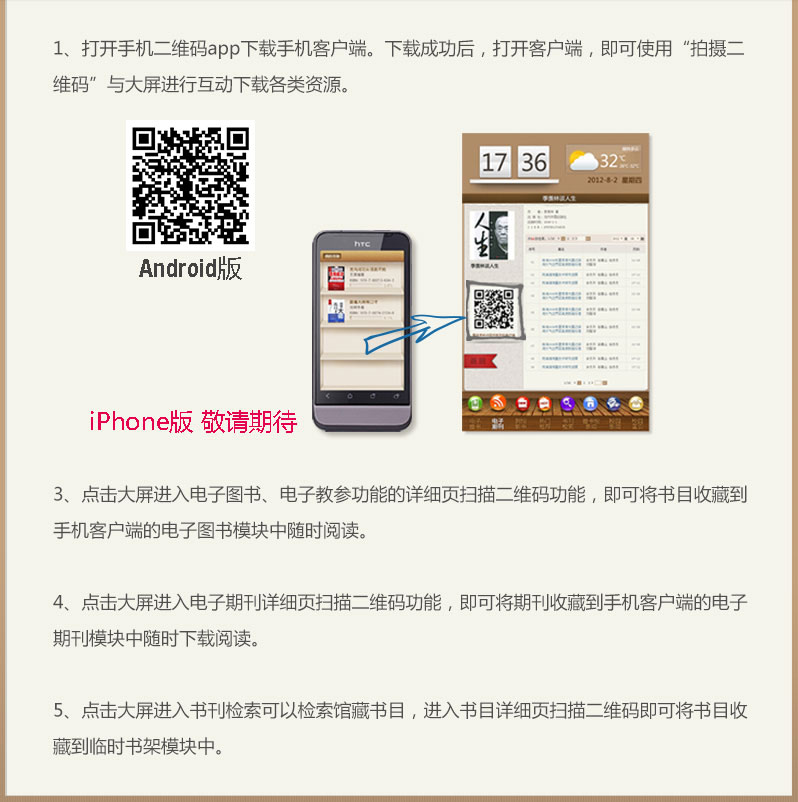 1、打开手机二维码app下载手机客户端。下载成功后，打开客户端，即可使用“拍摄二
维码”与大屏进行互动下载各类资源。
Android版
hTC
17 36
32℃
2012-8-2 星期四
季羡林谈人生
人生
季羡林谈人生
iPhone版 敬请期待
3、点击大屏进入电子图书、电子教参功能的详细页扫描二维码功能，即可将书目收藏到
手机客户端的电子图书模块中随时阅读。
4、点击大屏进入电子期刊详细页扫描二维码功能，即可将期刊收藏到手机客户端的电子
期刊模块中随时下载阅读。
5、点击大屏进入书刊检索可以检索馆藏书目，进入书目详细页扫描二维码即可将书目收
藏到临时书架模块中。